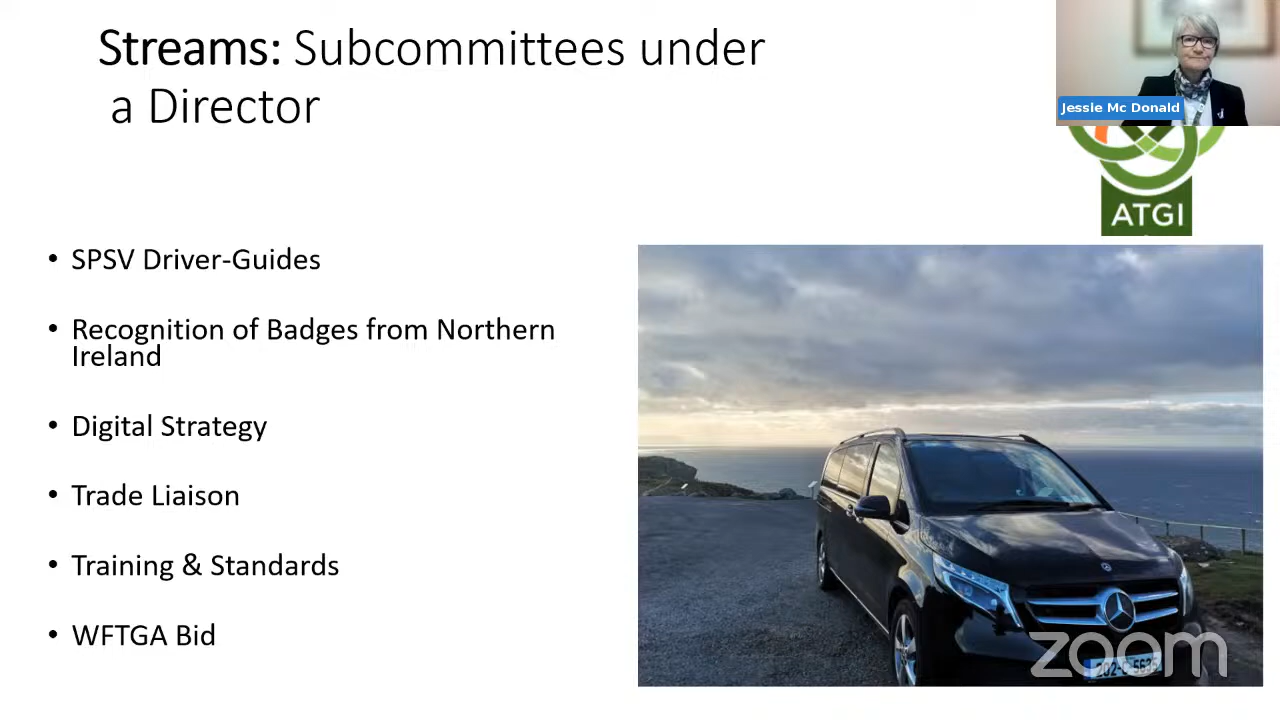 Streams: Subcommittees under
a Director
Jessie Mc Donald
ATGI
• SPSV Driver-Guides
• Recognition of Badges from Northern
Ireland
• Digital Strategy
• Trade Liaison
• Training & Standards
• WFTGA Bid
zoom